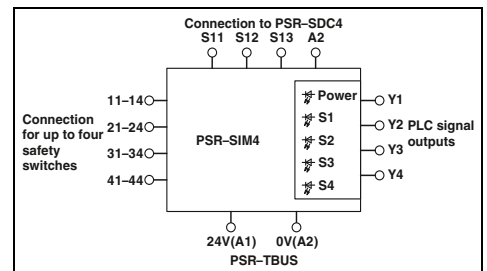 Connection to PSR–SDC4
S11 S12 S13 A2
11–14
21–24
31–34
41–44
Connection
for up to four
safety
switches
PSR–SIM4
Power
S1
S2
S3
S4
Y1
Y2
Y3
Y4
PLC signal
outputs
24V(A1) 0V(A2)
PSR–TBUS